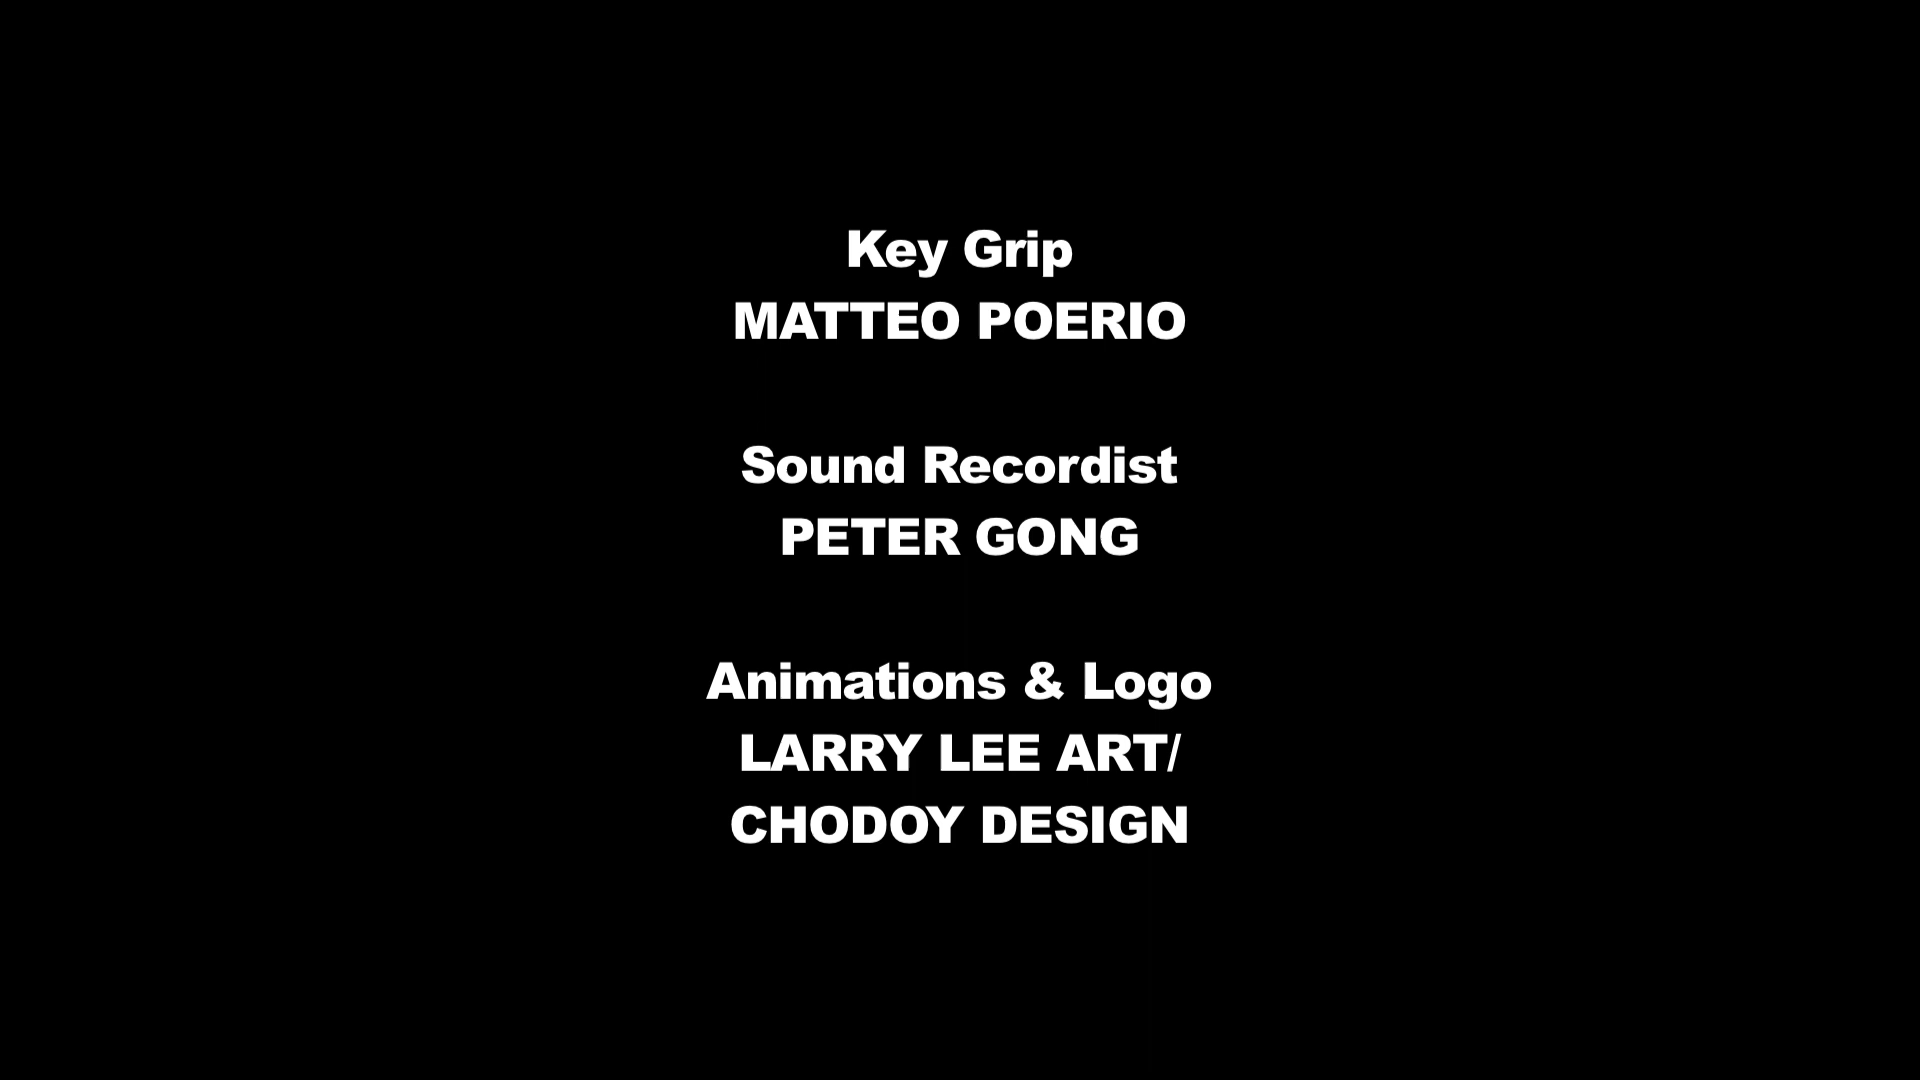 Key Grip
MATTEO POERIO
Sound Recordist
PETER GONG
Animations & Logo
LARRY LEE ART/
CHODOY DESIGN